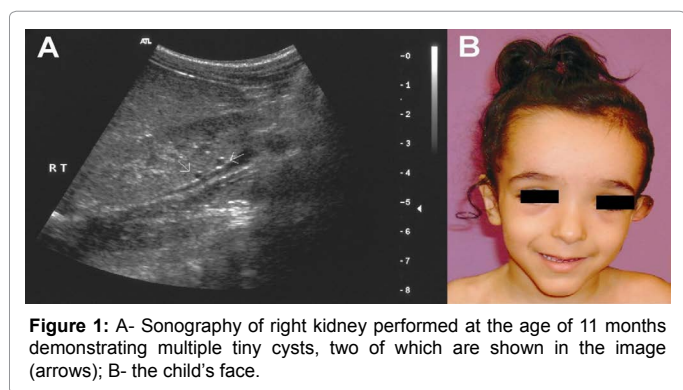 A
ATL
B
RT
-0
-1
-2
-3
-4
-5
-6
-7
-8
Figure 1: A- Sonography of right kidney performed at the age of 11 months
demonstrating multiple tiny cysts, two of which are shown in the image
(arrows); B- the child's face.